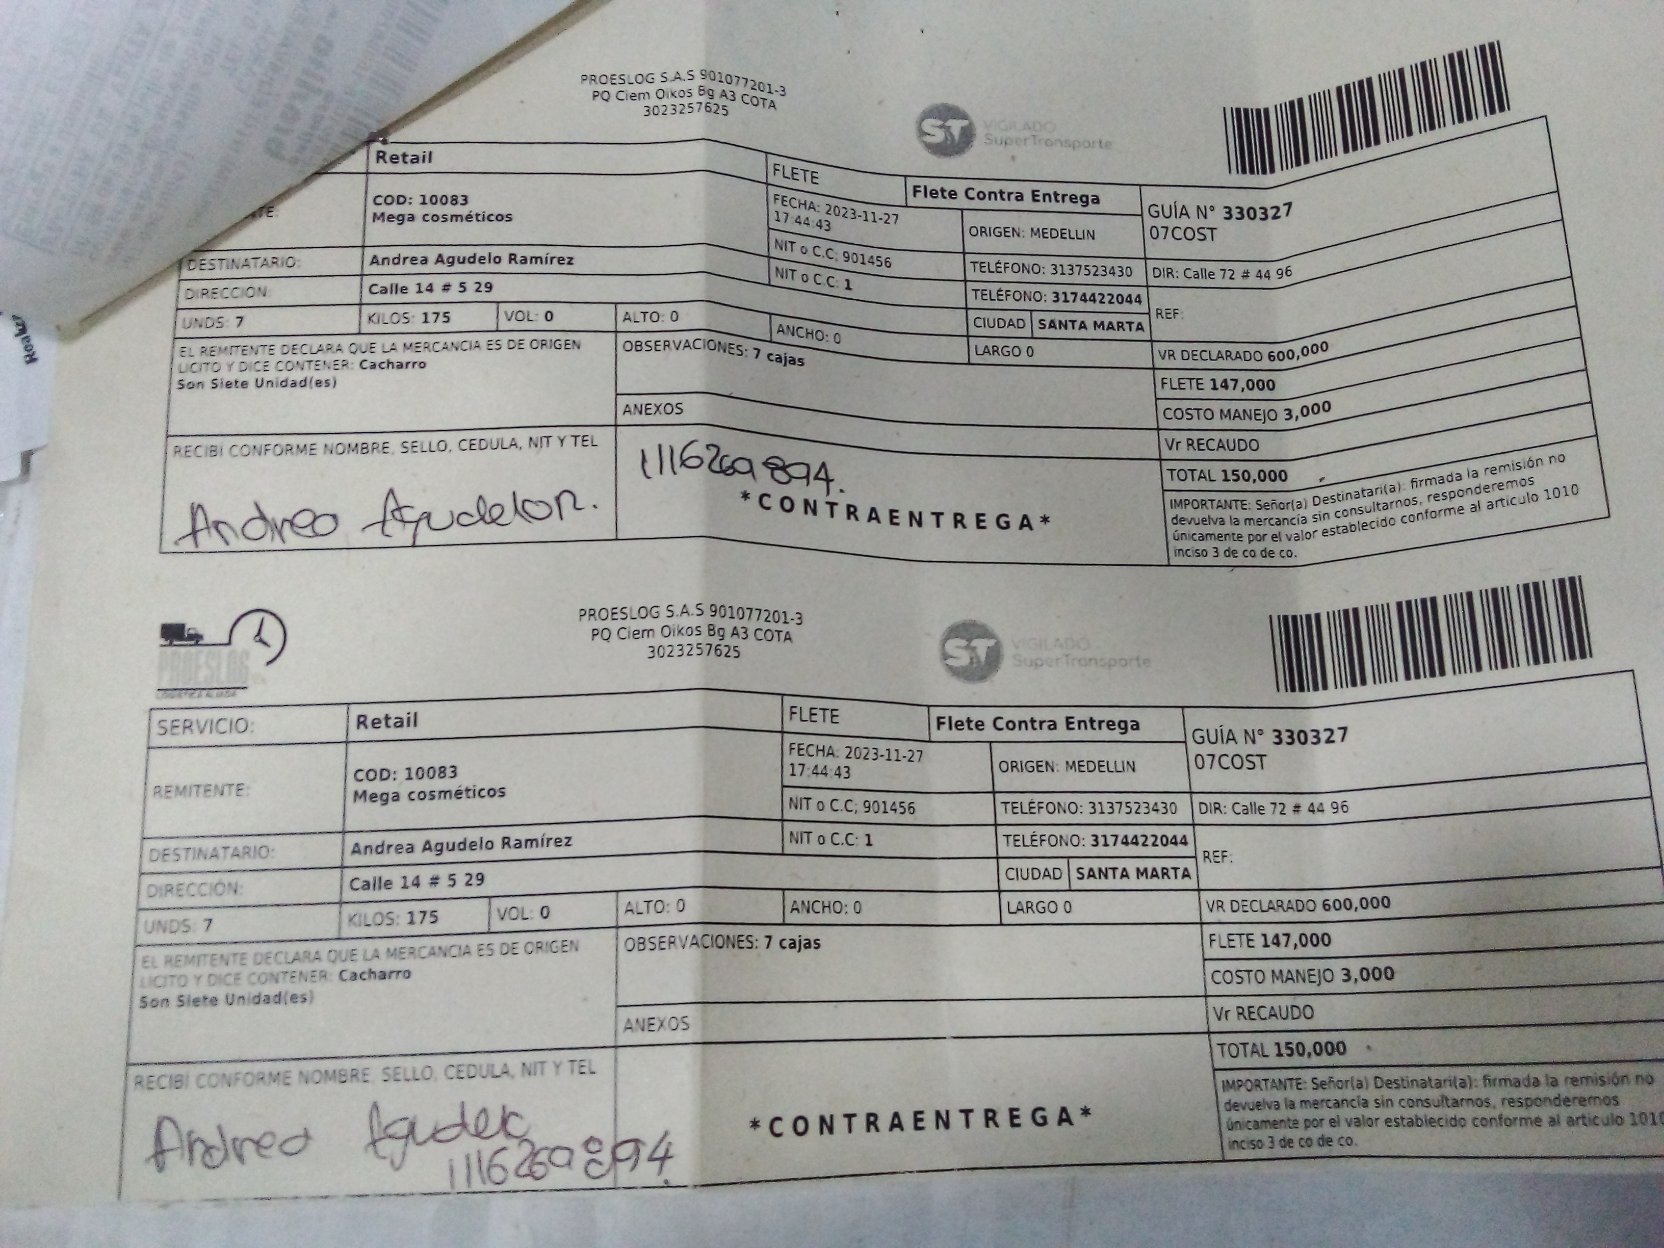 PROESLOG S.A.S 901077201-3
PQ Ciem Oikos Bg A3 COTA
3023257625
ST VIGILADO
SuperTransporte
Retail
FLETE
Flete Contra Entrega
GUÍA N° 330327
07COST
COD: 10083
Mega cosméticos
FECHA: 2023-11-27
17:44:43
ORIGEN: MEDELLIN
NIT o C.C: 901456
TELÉFONO: 3137523430
DIR: Calle 72 # 44 96
DESTINATARIO:
Andrea Agudelo Ramírez
NIT o C.C: 1
TELÉFONO: 3174422044
REF:
DIRECCIÓN:
Calle 14 # 5 29
CIUDAD
SANTA MARTA
UNDS: 7
KILOS: 175
VOL: 0
ALTO: 0
ANCHO: 0
LARGO 0
VR DECLARADO 600,000
EL REMITENTE DECLARA QUE LA MERCANCIA ES DE ORIGEN
LICITO Y DICE CONTENER: Cacharro
Son Siete Unidad(es)
OBSERVACIONES: 7 cajas
FLETE 147,000
COSTO MANEJO 3,000
ANEXOS
Vr RECAUDO
RECIBI CONFORME NOMBRE, SELLO, CEDULA, NIT Y TEL
TOTAL 150,000
Andrea Agudelo R.
1116269894.
*CONTRAENTREGA*
IMPORTANTE: Señor(a) Destinatari(a): firmada la remisión no
devuelva la mercancía sin consultarnos, responderemos
únicamente por el valor establecido conforme al articulo 1010
inciso 3 de co de co.
PROESLOG
PROESLOG S.A.S 901077201-3
PQ Ciem Oikos Bg A3 COTA
3023257625
ST VIGILADO
SuperTransporte
SERVICIO:
Retail
FLETE
Flete Contra Entrega
GUÍA N° 330327
07COST
REMITENTE:
COD: 10083
Mega cosméticos
FECHA: 2023-11-27
17:44:43
ORIGEN: MEDELLIN
NIT o C.C; 901456
TELÉFONO: 3137523430
DIR: Calle 72 # 44 96
DESTINATARIO:
Andrea Agudelo Ramírez
NIT o C.C: 1
TELÉFONO: 3174422044
REF:
DIRECCIÓN:
Calle 14 # 5 29
CIUDAD
SANTA MARTA
UNDS: 7
KILOS: 175
VOL: 0
ALTO: 0
ANCHO: 0
LARGO 0
VR DECLARADO 600,000
EL REMITENTE DECLARA QUE LA MERCANCIA ES DE ORIGEN
LICITO Y DICE CONTENER: Cacharro
Son Siete Unidad(es)
OBSERVACIONES: 7 cajas
FLETE 147,000
COSTO MANEJO 3,000
ANEXOS
Vr RECAUDO
TOTAL 150,000
RECIBI CONFORME NOMBRE, SELLO, CEDULA, NIT Y TEL
Andrea Agudelo
1116269894.
*CONTRAENTREGA*
IMPORTANTE: Señor(a) Destinatari(a): firmada la remisión no
devuelva la mercancía sin consultarnos, responderemos
únicamente por el valor establecido conforme al articulo 1010
inciso 3 de co de co.